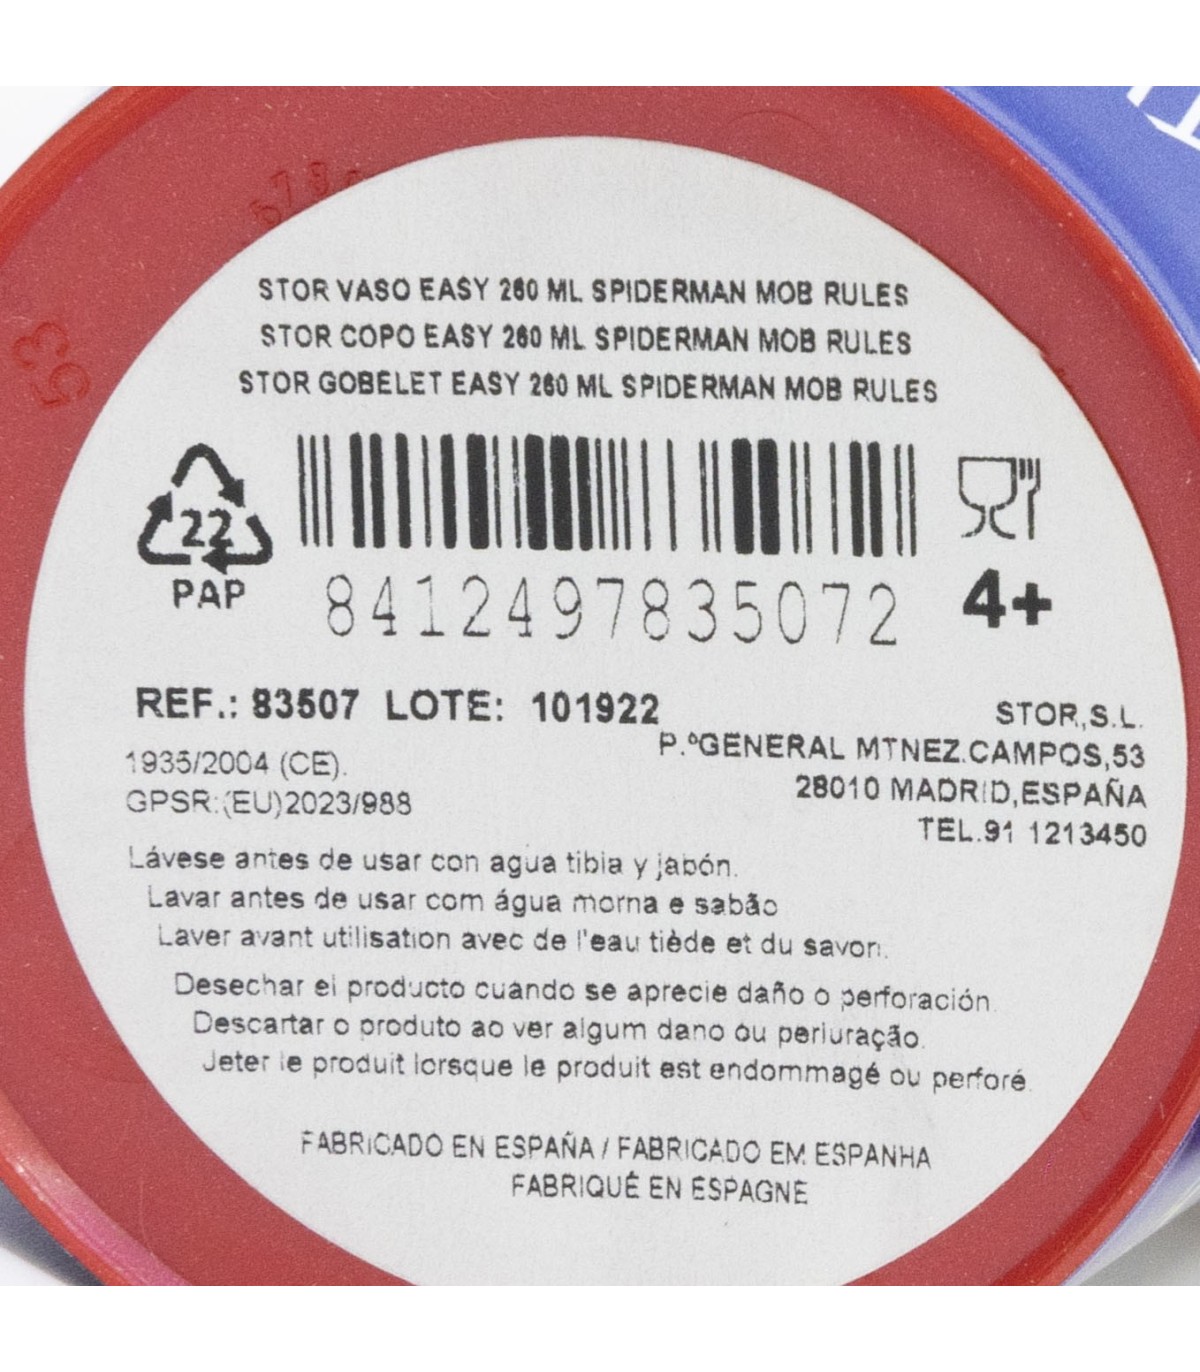 STOR VASO EASY 260 ML SPIDERMAN MOB RULES
STOR COPO EASY 260 ML SPIDERMAN MOB RULES
STOR GOBELET EASY 260 ML SPIDERMAN MOB RULES
22
PAP
8412497835072
4+
REF.: 83507 LOTE: 101922
1935/2004 (CE).
GPSR:(EU)2023/988
STOR,S.L.
P.ºGENERAL MTNEZ.CAMPOS,53
28010 MADRID,ESPAÑA
TEL.91 1213450
Lávese antes de usar con agua tibia y jabón.
Lavar antes de usar com água morna e sabão
Laver avant utilisation avec de l'eau tiède et du savon.
Desechar el producto cuando se aprecie daño o perforación.
Descartar o produto ao ver algum dano ou perfuração.
Jeter le produit lorsque le produit est endommagé ou perforé.
FABRICADO EN ESPAÑA / FABRICADO EM ESPANHA
FABRIQUÉ EN ESPAGNE
53